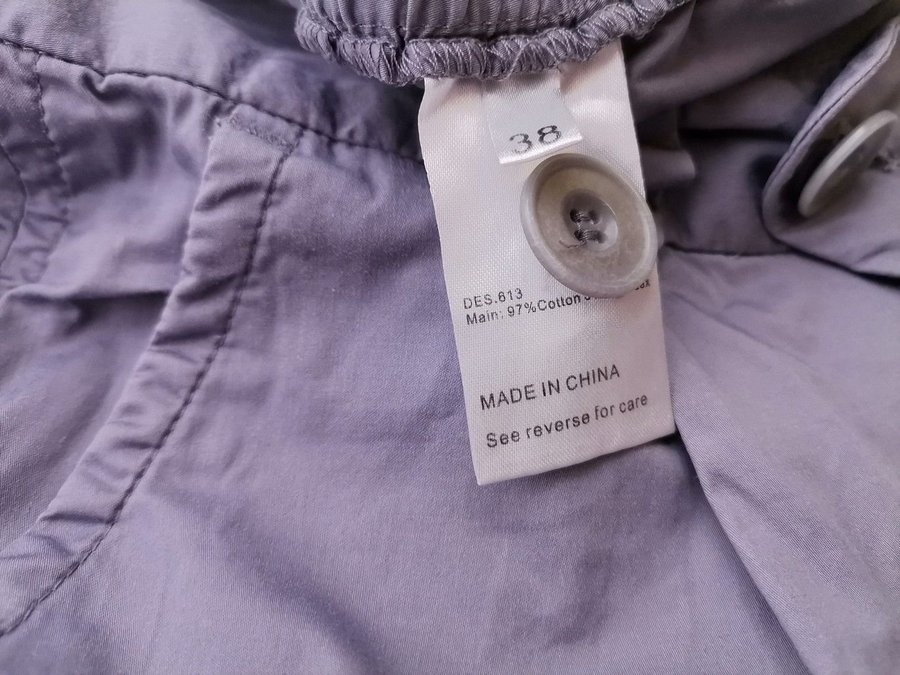 38
DES.613
Main: 97%Cotton
MADE IN CHINA
See reverse for care